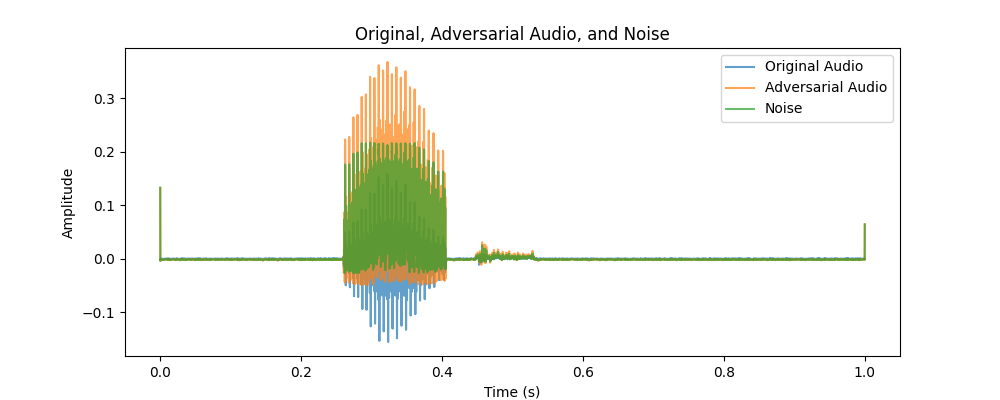 Original, Adversarial Audio, and Noise
Original Audio
Adversarial Audio
Noise
Amplitude
0.3
0.2
0.1
0.0
−0.1
0.0
0.2
0.4
0.6
0.8
1.0
Time (s)